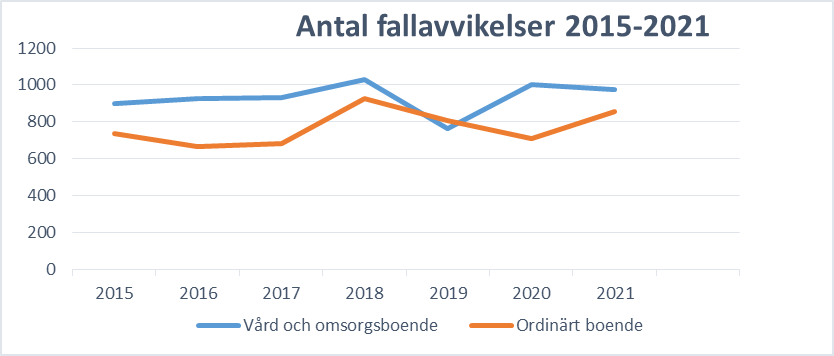 Antal fallavvikelser 2015-2021
1200
1000
800
600
400
200
0
2015 2016 2017 2018 2019 2020 2021
Vård och omsorgsboende Ordinärt boende